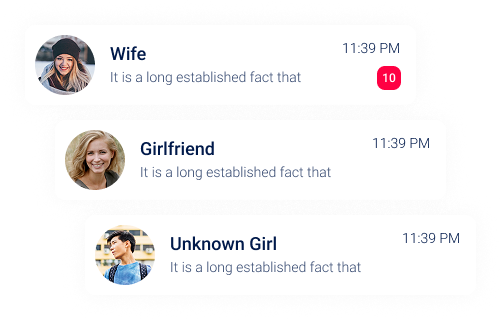 Wife
11:39 PM
It is a long established fact that
10
Girlfriend
11:39 PM
It is a long established fact that
Unknown Girl
11:39 PM
It is a long established fact that